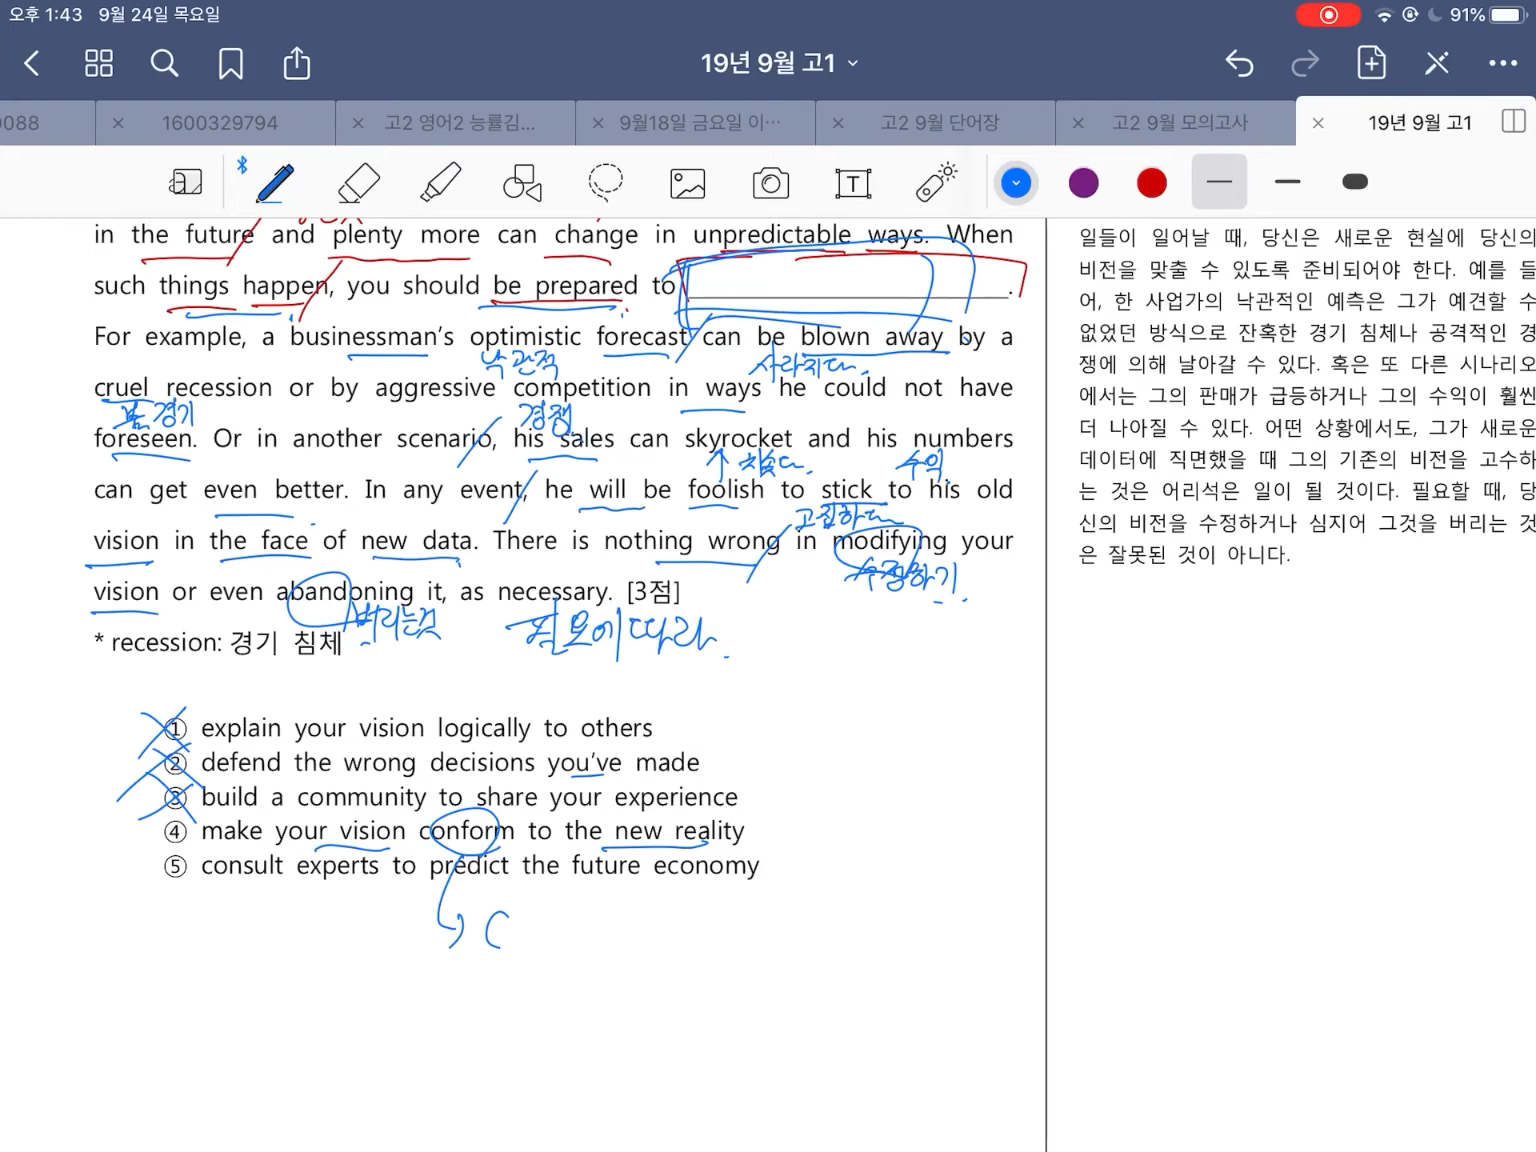 오후 1:43 9월 24일 목요일
91%
19년 9월 고1
0088
1600329794
고2 영어2 능률김...
9월18일 금요일 이...
고2 9월 단어장
고2 9월 모의고사
19년 9월 고1
in the future and plenty more can change in unpredictable ways. When
such things happen, you should be prepared to ______.
For example, a businessman's optimistic forecast can be blown away by a
낙관적 사라지다.
cruel recession or by aggressive competition in ways he could not have
경쟁
foreseen. Or in another scenario, his sales can skyrocket and his numbers
↑ 치솟다. 수익
can get even better. In any event, he will be foolish to stick to his old
고집하다
vision in the face of new data. There is nothing wrong in modifying your
수정하기.
vision or even abandoning it, as necessary. [3점]
버리는것 필요에 따라.
* recession: 경기 침체
① explain your vision logically to others
② defend the wrong decisions you've made
③ build a community to share your experience
④ make your vision conform to the new reality
⑤ consult experts to predict the future economy
일들이 일어날 때, 당신은 새로운 현실에 당신의
비전을 맞출 수 있도록 준비되어야 한다. 예를 들
어, 한 사업가의 낙관적인 예측은 그가 예견할 수
없었던 방식으로 잔혹한 경기 침체나 공격적인 경
쟁에 의해 날아갈 수 있다. 혹은 또 다른 시나리오
에서는 그의 판매가 급등하거나 그의 수익이 훨씬
더 나아질 수 있다. 어떤 상황에서도, 그가 새로운
데이터에 직면했을 때 그의 기존의 비전을 고수하
는 것은 어리석은 일이 될 것이다. 필요할 때, 당
신의 비전을 수정하거나 심지어 그것을 버리는 것
은 잘못된 것이 아니다.